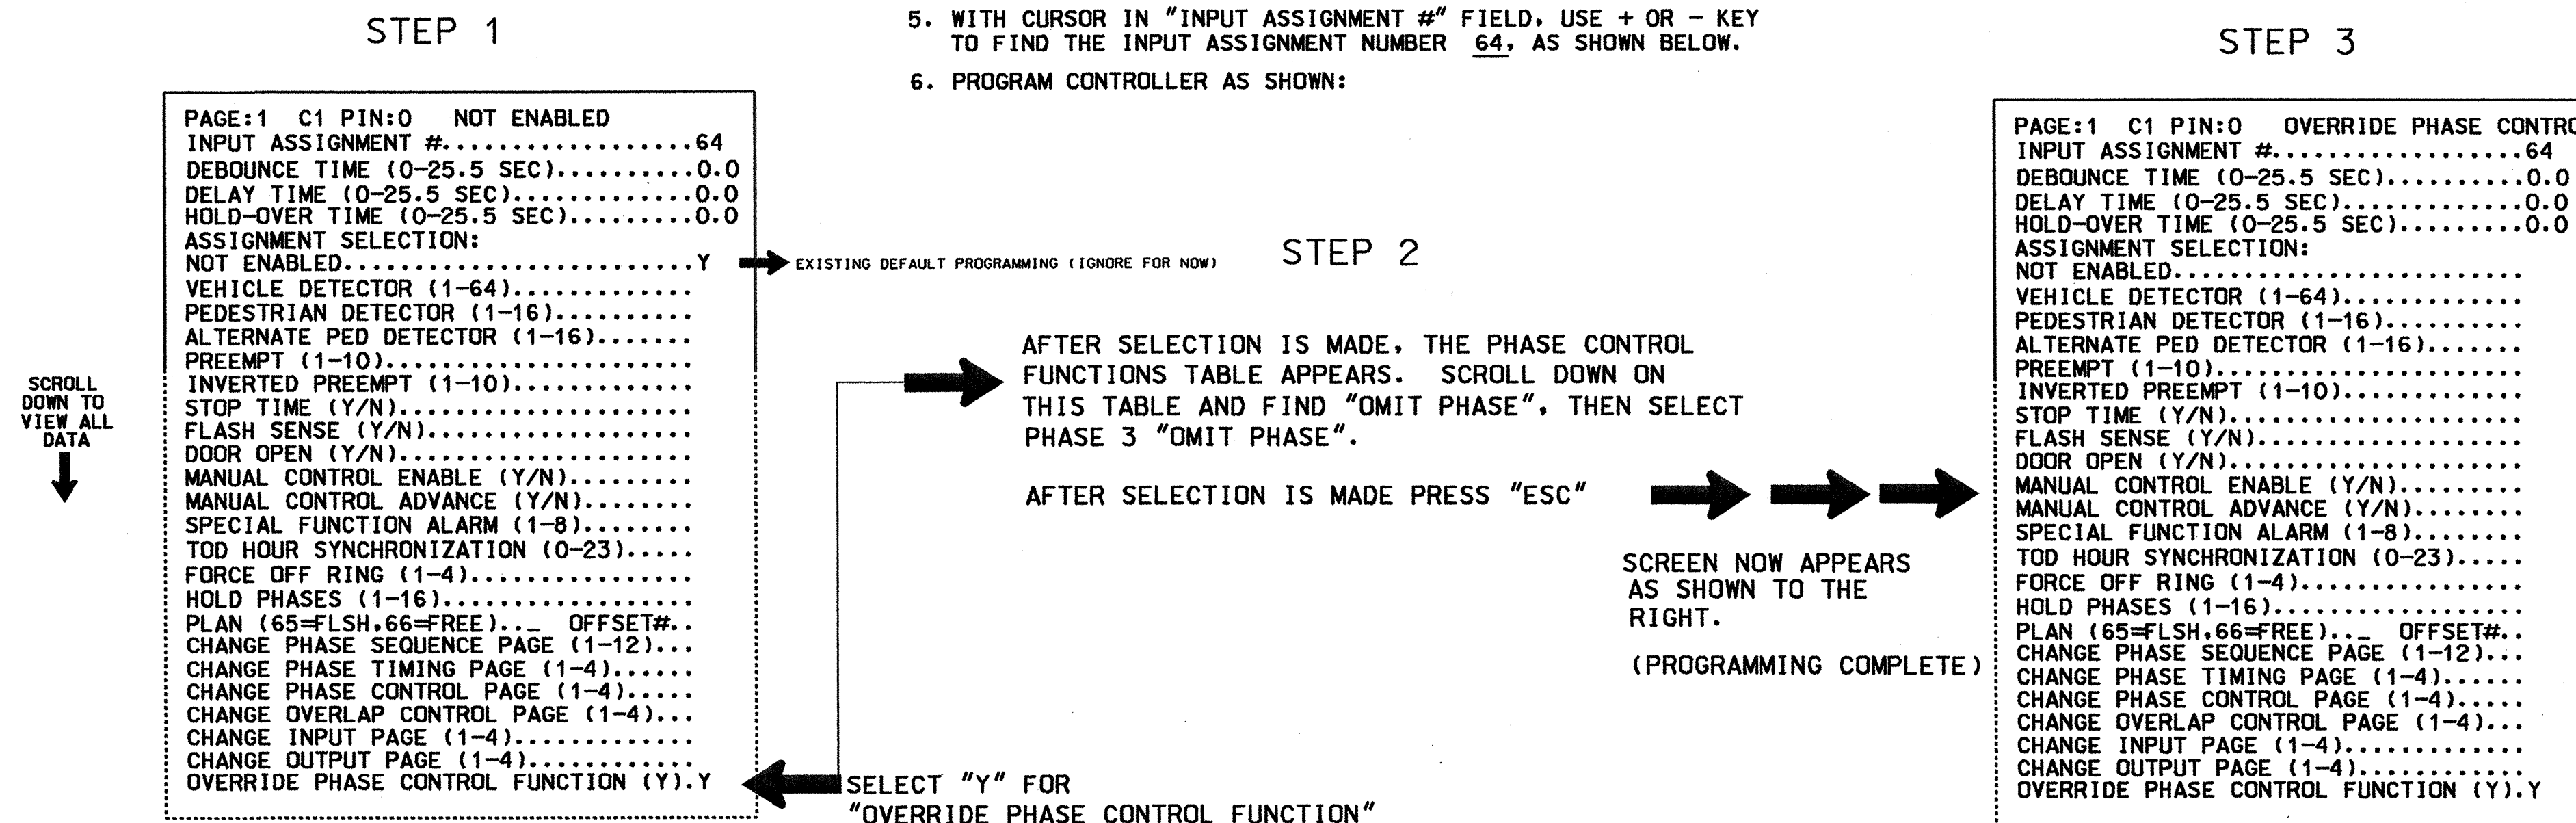 STEP 1
5. WITH CURSOR IN "INPUT ASSIGNMENT #" FIELD, USE + OR - KEY
TO FIND THE INPUT ASSIGNMENT NUMBER 64, AS SHOWN BELOW.
6. PROGRAM CONTROLLER AS SHOWN:
SCROLL
DOWN TO
VIEW ALL
DATA
PAGE:1 C1 PIN:0 NOT ENABLED
INPUT ASSIGNMENT #..................64
DEBOUNCE TIME (0-25.5 SEC)..........0.0
DELAY TIME (0-25.5 SEC).............0.0
HOLD-OVER TIME (0-25.5 SEC).........0.0
ASSIGNMENT SELECTION:
NOT ENABLED.........................Y
VEHICLE DETECTOR (1-64).............
PEDESTRIAN DETECTOR (1-16)..........
ALTERNATE PED DETECTOR (1-16).......
PREEMPT (1-10)......................
INVERTED PREEMPT (1-10).............
STOP TIME (Y/N).....................
FLASH SENSE (Y/N)...................
DOOR OPEN (Y/N).....................
MANUAL CONTROL ENABLE (Y/N).........
MANUAL CONTROL ADVANCE (Y/N)........
SPECIAL FUNCTION ALARM (1-8)........
TOD HOUR SYNCHRONIZATION (0-23).....
FORCE OFF RING (1-4)................
HOLD PHASES (1-16)..................
PLAN (65=FLSH,66=FREE).._ OFFSET#..
CHANGE PHASE SEQUENCE PAGE (1-12)...
CHANGE PHASE TIMING PAGE (1-4)......
CHANGE PHASE CONTROL PAGE (1-4).....
CHANGE OVERLAP CONTROL PAGE (1-4)...
CHANGE INPUT PAGE (1-4).............
CHANGE OUTPUT PAGE (1-4)............
OVERRIDE PHASE CONTROL FUNCTION (Y).Y
EXISTING DEFAULT PROGRAMMING (IGNORE FOR NOW)
SELECT "Y" FOR
"OVERRIDE PHASE CONTROL FUNCTION"
STEP 2
AFTER SELECTION IS MADE, THE PHASE CONTROL
FUNCTIONS TABLE APPEARS. SCROLL DOWN ON
THIS TABLE AND FIND "OMIT PHASE", THEN SELECT
PHASE 3 "OMIT PHASE".
AFTER SELECTION IS MADE PRESS "ESC"
SCREEN NOW APPEARS
AS SHOWN TO THE
RIGHT.
(PROGRAMMING COMPLETE)
STEP 3
PAGE:1 C1 PIN:0 OVERRIDE PHASE CONTRO
INPUT ASSIGNMENT #..................64
DEBOUNCE TIME (0-25.5 SEC)..........0.0
DELAY TIME (0-25.5 SEC).............0.0
HOLD-OVER TIME (0-25.5 SEC).........0.0
ASSIGNMENT SELECTION:
NOT ENABLED.........................
VEHICLE DETECTOR (1-64).............
PEDESTRIAN DETECTOR (1-16)..........
ALTERNATE PED DETECTOR (1-16).......
PREEMPT (1-10)......................
INVERTED PREEMPT (1-10).............
STOP TIME (Y/N).....................
FLASH SENSE (Y/N)...................
DOOR OPEN (Y/N).....................
MANUAL CONTROL ENABLE (Y/N).........
MANUAL CONTROL ADVANCE (Y/N)........
SPECIAL FUNCTION ALARM (1-8)........
TOD HOUR SYNCHRONIZATION (0-23).....
FORCE OFF RING (1-4)................
HOLD PHASES (1-16)..................
PLAN (65=FLSH,66=FREE).._ OFFSET#..
CHANGE PHASE SEQUENCE PAGE (1-12)...
CHANGE PHASE TIMING PAGE (1-4)......
CHANGE PHASE CONTROL PAGE (1-4).....
CHANGE OVERLAP CONTROL PAGE (1-4)...
CHANGE INPUT PAGE (1-4).............
CHANGE OUTPUT PAGE (1-4)............
OVERRIDE PHASE CONTROL FUNCTION (Y).Y